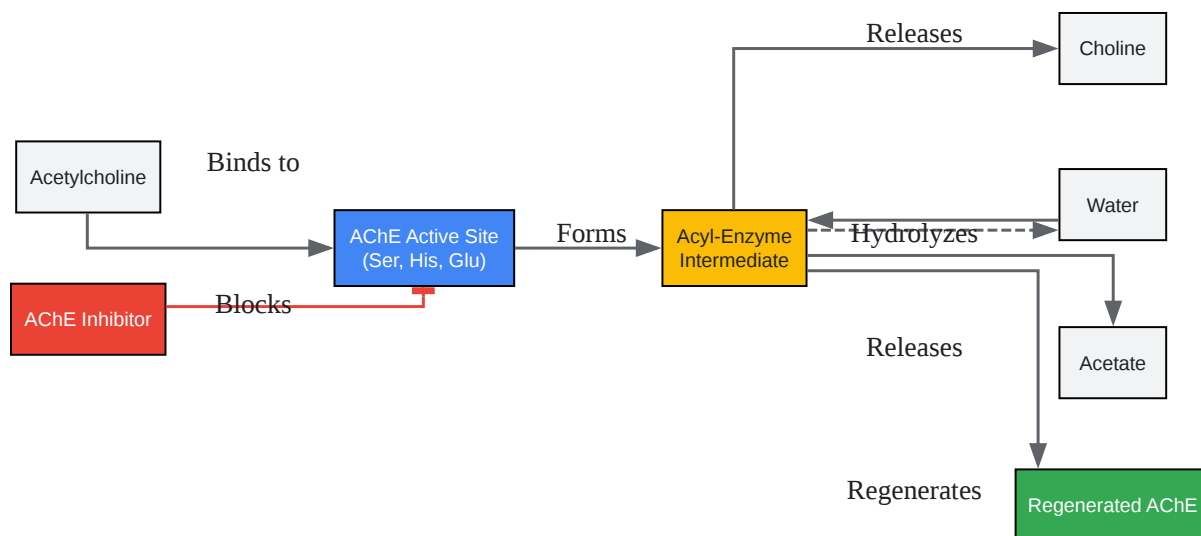 Releases
Choline
Acetylcholine
Binds to
Water
AChE Active Site
(Ser, His, Glu)
Forms
Acyl-Enzyme
Intermediate
Hydrolyzes
AChE Inhibitor
Blocks
Releases
Acetate
Regenerates
Regenerated AChE